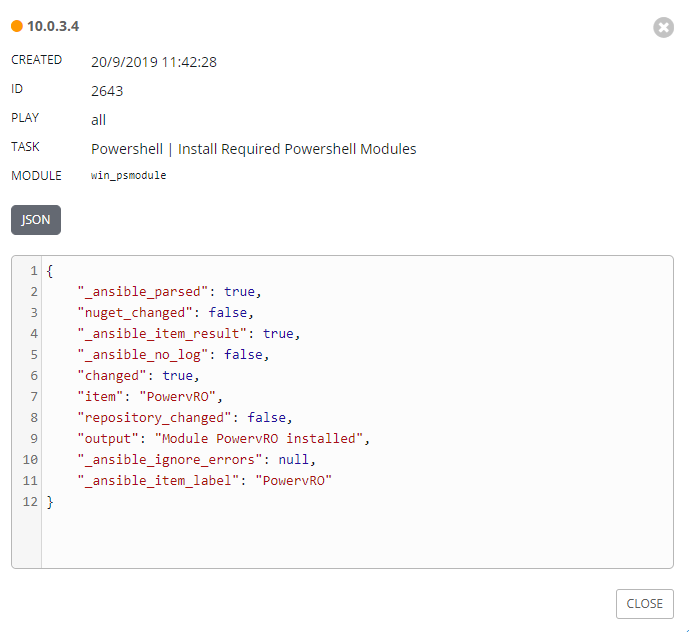 10.0.3.4
CREATED 20/9/2019 11:42:28
ID 2643
PLAY all
TASK Powershell | Install Required Powershell Modules
MODULE win_psmodule
JSON
1 {
2     "_ansible_parsed": true,
3     "nuget_changed": false,
4     "_ansible_item_result": true,
5     "_ansible_no_log": false,
6     "changed": true,
7     "item": "PowervRO",
8     "repository_changed": false,
9     "output": "Module PowervRO installed",
10     "_ansible_ignore_errors": null,
11     "_ansible_item_label": "PowervRO"
12 }
CLOSE